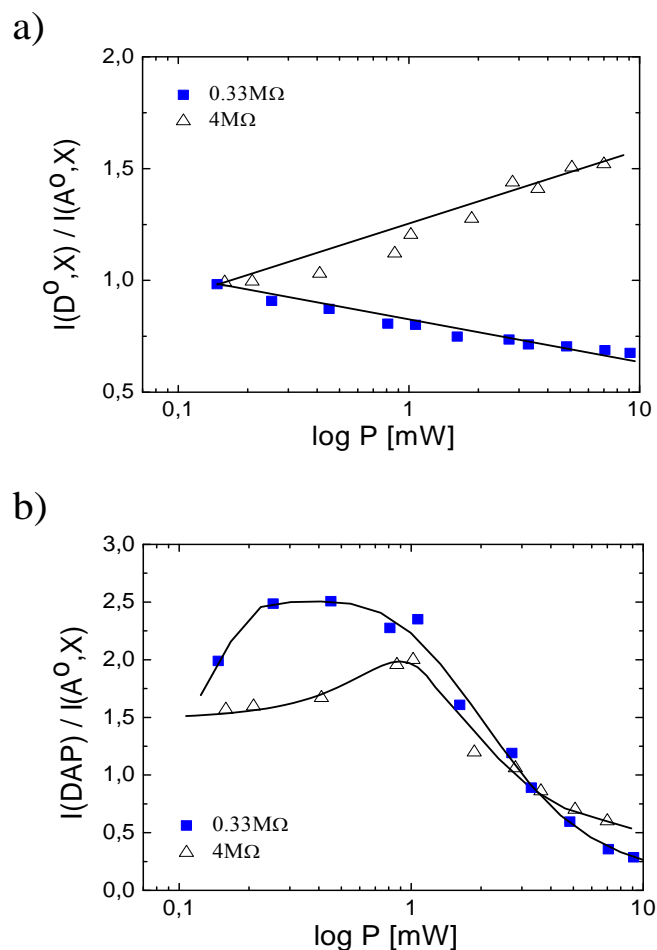 a)
2,0
1,5
1,0
0,5
I(D⁰,X) / I(A⁰,X)
0.33MΩ
4MΩ
0,1
1
10
log P [mW]
b)
3,0
2,5
2,0
1,5
1,0
0,5
0,0
I(DAP) / I(A⁰,X)
0.33MΩ
4MΩ
0,1
1
10
log P [mW]